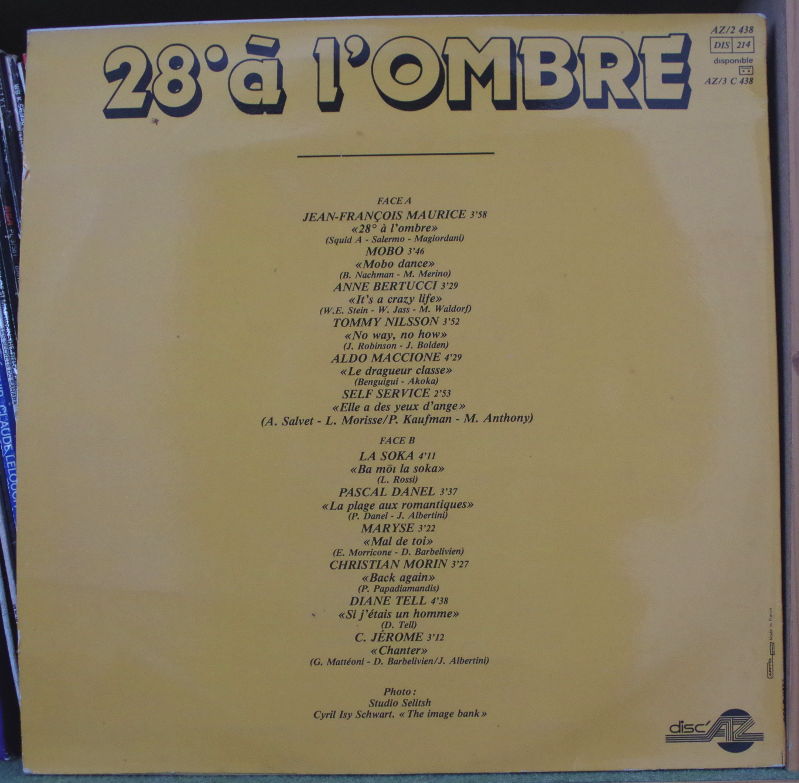 28° à l'OMBRE
AZ/2 438
DIS 214
disponible
AZ/3 C 438
FACE A
JEAN-FRANÇOIS MAURICE 3'58
«28° à l'ombre»
(Squid A - Salermo - Magiordani)
MOBO 3'46
«Mobo dance»
(B. Nachman - M. Merino)
ANNE BERTUCCI 3'29
«It's a crazy life»
(W.E. Stein - W. Jass - M. Waldorf)
TOMMY NILSSON 3'52
«No way, no how»
(J. Robinson - J. Bolden)
ALDO MACCIONE 4'29
«Le dragueur classe»
(Benguigui - Akoka)
SELF SERVICE 2'53
«Elle a des yeux d'ange»
(A. Salvet - L. Morisse/P. Kaufman - M. Anthony)
FACE B
LA SOKA 4'11
«Ba möı la soka»
(L. Rossi)
PASCAL DANEL 3'37
«La plage aux romantiques»
(P. Danel - J. Albertini)
MARYSE 3'22
«Mal de toi»
(E. Morricone - D. Barbelivien)
CHRISTIAN MORIN 3'27
«Back again»
(P. Papadiamandis)
DIANE TELL 4'38
«Si j'étais un homme»
(D. Tell)
C. JÉROME 3'12
«Chanter»
(G. Mattéoni - D. Barbelivien/J. Albertini)
Photo :
Studio Selitsh
Cyril Isy Schwart. « The image bank »
disc'AZ
Made in France
CLAUDE LELOUCH